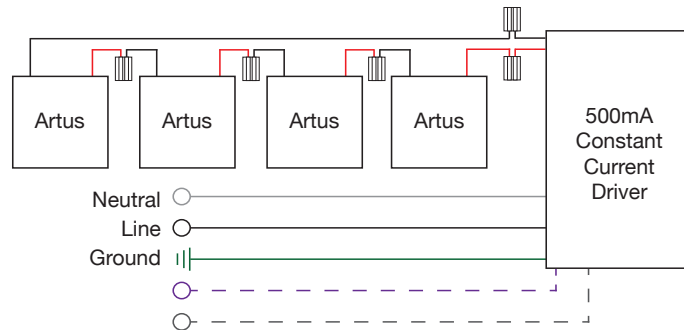 Artus
Artus
Artus
Artus
500mA
Constant
Current
Driver
Neutral
Line
Ground